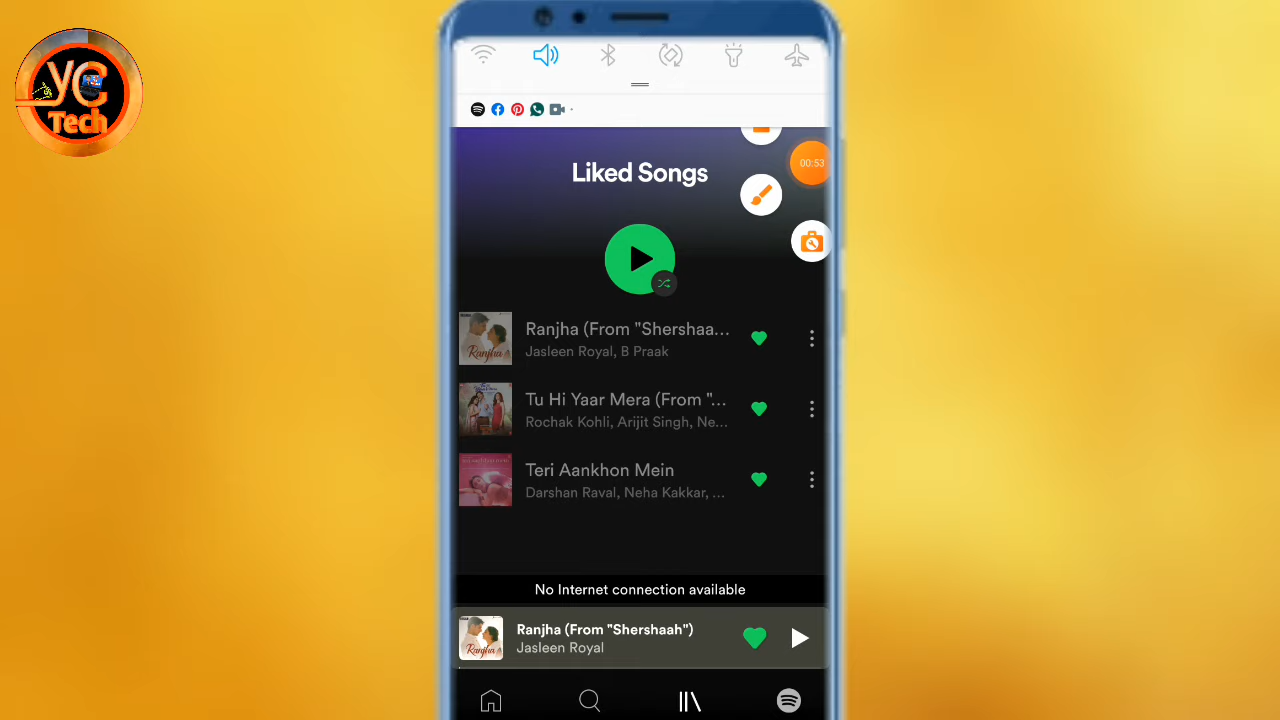 YC
Tech
00:53
Liked Songs
Ranjha (From "Shershaa...
Jasleen Royal, B Praak
Tu Hi Yaar Mera (From "...
Rochak Kohli, Arijit Singh, Ne...
Teri Aankhon Mein
Darshan Raval, Neha Kakkar, ...
No Internet connection available
Ranjha (From "Shershaah")
Jasleen Royal